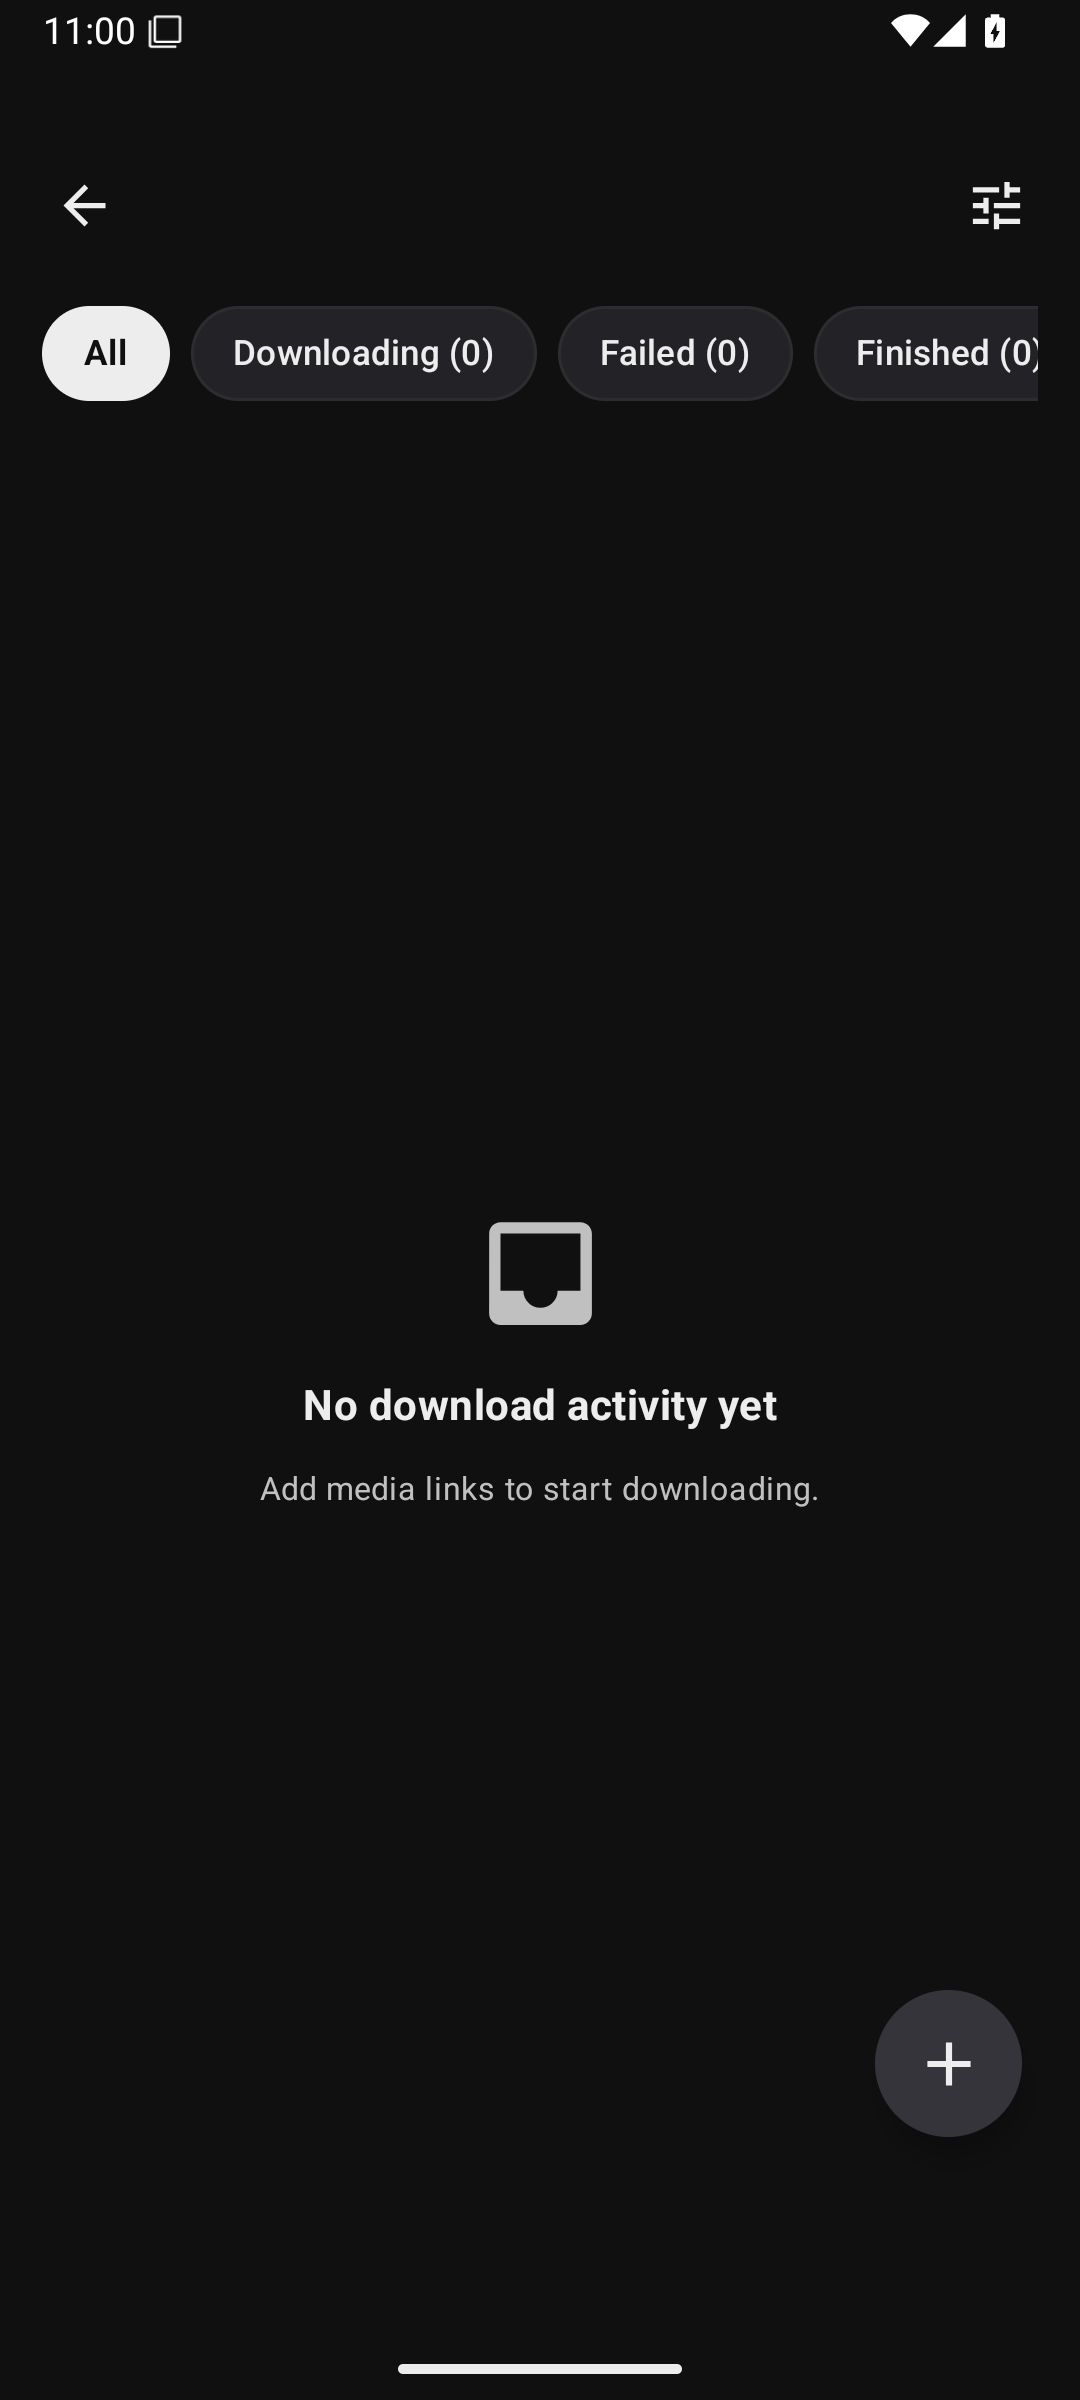 11:00
All
Downloading (0)
Failed (0)
Finished (0)
No download activity yet
Add media links to start downloading.